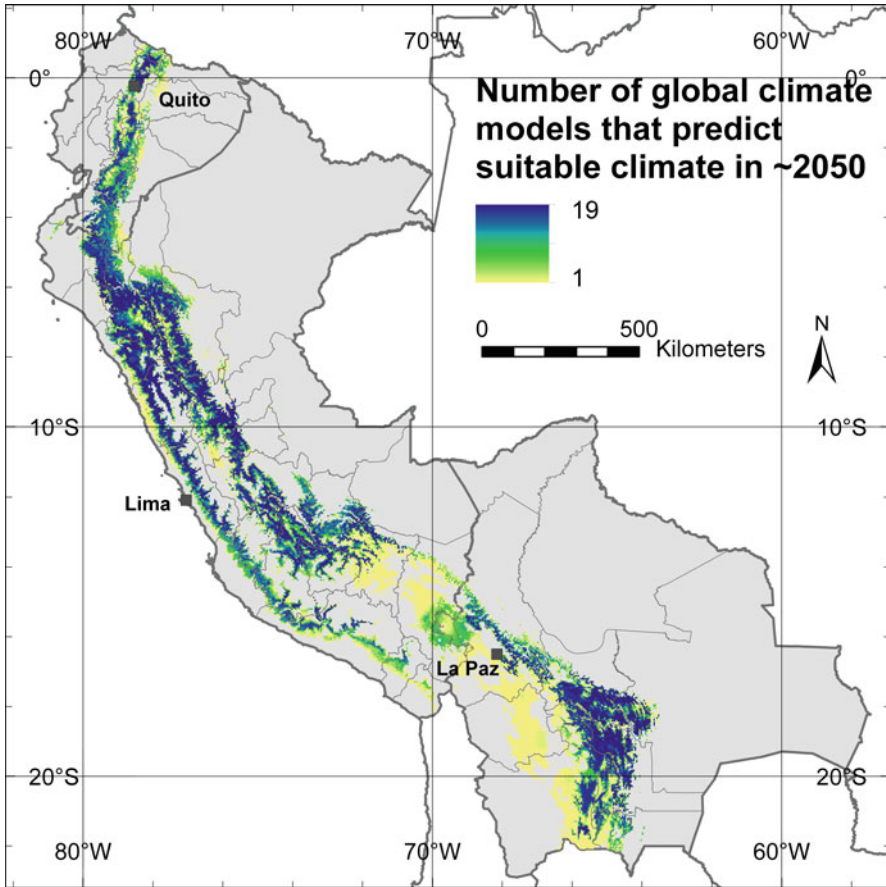 80°W 70°W 60°W
0° 0°
Quito
Number of global climate
models that predict
suitable climate in ~2050
19
1
0 500
Kilometers
N
10°S 10°S
Lima
La Paz
20°S 20°S
80°W 70°W 60°W